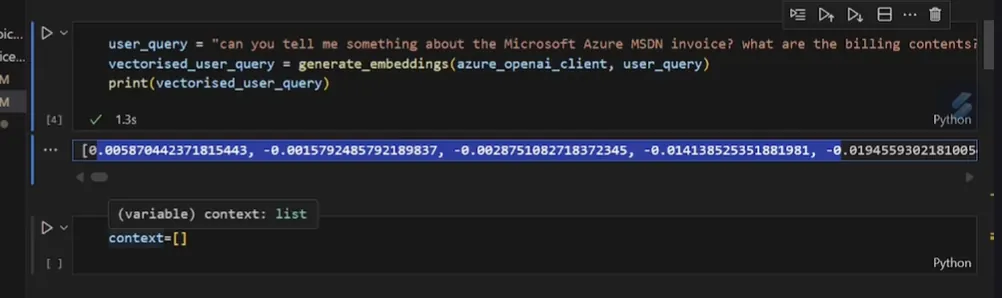 pic...
ice...
M
M
user_query = "can you tell me something about the Microsoft Azure MSDN invoice? what are the billing contents?
vectorised_user_query = generate_embeddings(azure_openai_client, user_query)
print(vectorised_user_query)
[4]
1.3s
Python
...
[0.005870442371815443, -0.0015792485792189837, -0.0028751082718372345, -0.014138525351881981, -0.0194559302181005
(variable) context: list
context=[]
[ ]
Python